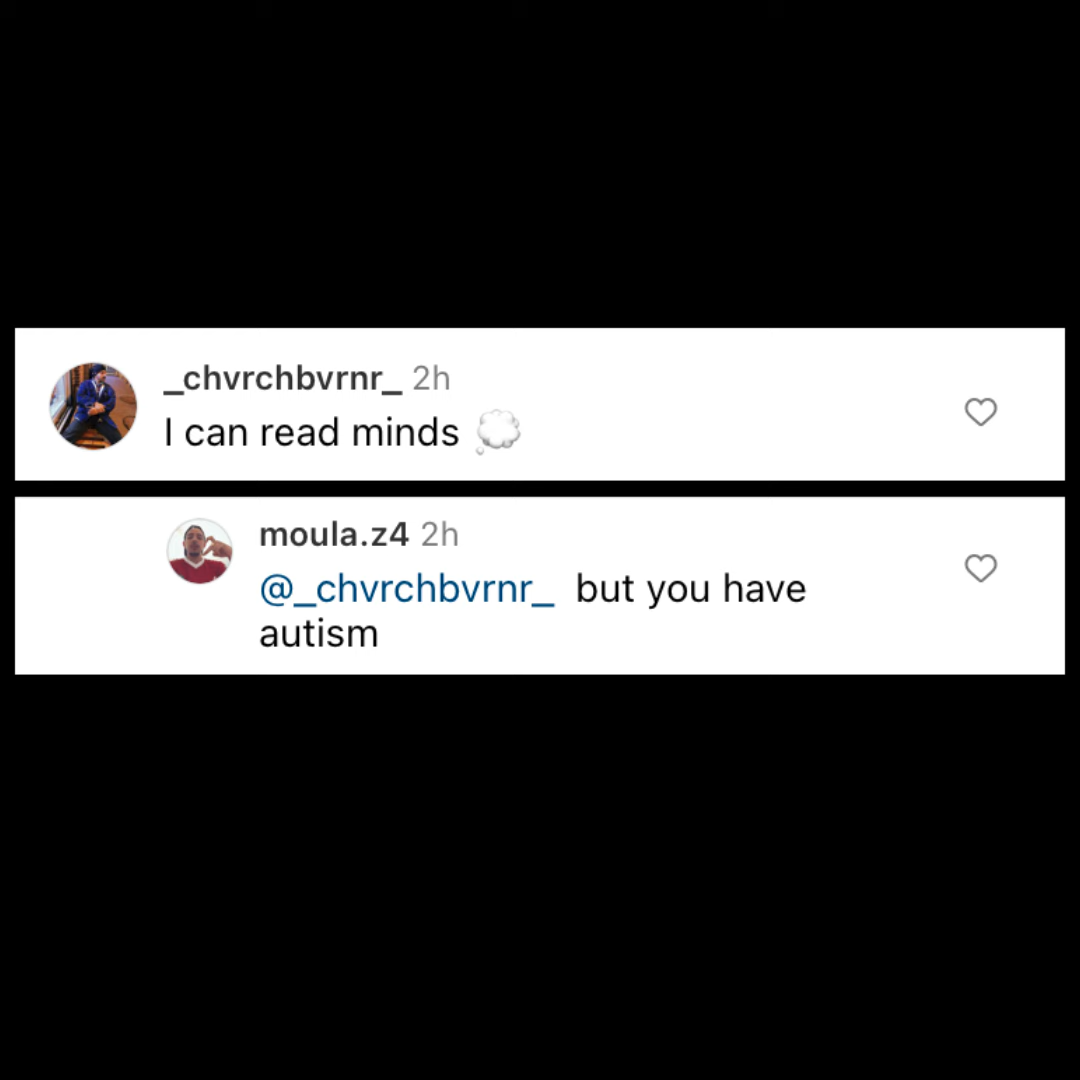 _chvrchbvrnr_ 2h
I can read minds 💭
moula.z4 2h
@_chvrchbvrnr_ but you have
autism